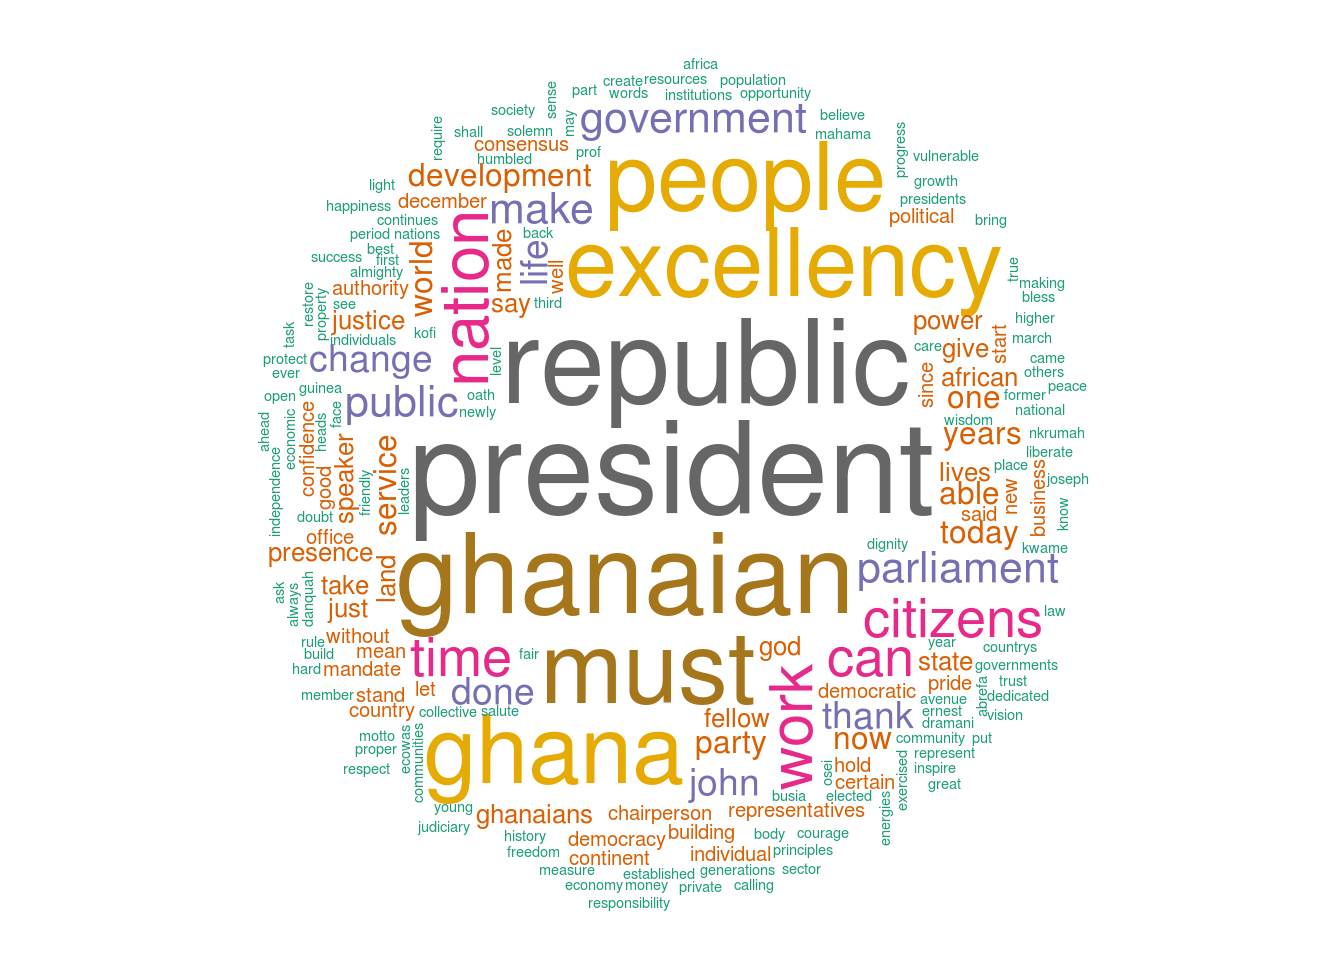 africa
create
resources
population
part
words
institutions
opportunity
sense
society
may
government
believe
mahama
require
shall
solemn
consensus
humbled
prof
people
progress
vulnerable
light
development
growth
presidents
happiness
december
make
political
bring
continues
period
nations
nation
back
excellency
best
first
success
almighty
world
made
life
well
true
making
bless
authority
restore
property
see
say
third
power
higher
task
justice
kofi
individuals
republic
care
give
start
march
came
protect
ever
change
level
since
african
others
peace
open
guinea
public
oath
newly
one
former
national
face
wisdom
ahead
economic
heads
confidence
years
nkrumah
liberate
independence
good
speaker
service
president
friendly
leaders
lives
place
joseph
able
new
business
said
know
doubt
office
today
presence
dignity
kwame
land
ghanaian
parliament
ask
always
danquah
take
just
citizens
law
without
rule
build
mean
time
fair
must
god
can
year
countrys
hard
mandate
state
governments
member
stand
let
done
work
democratic
pride
trust
abrefa
dedicated
country
collective
salute
fellow
thank
avenue
ernest
dramani
vision
motto
proper
ecowas
communities
ghana
party
now
community
put
represent
respect
john
osei
hold
certain
exercised
inspire
great
young
busia
elected
energies
judiciary
ghanaians
chairperson
representatives
history
democracy
building
body
courage
freedom
continent
individual
principles
measure
established
generations
sector
economy
money
private
calling
responsibility